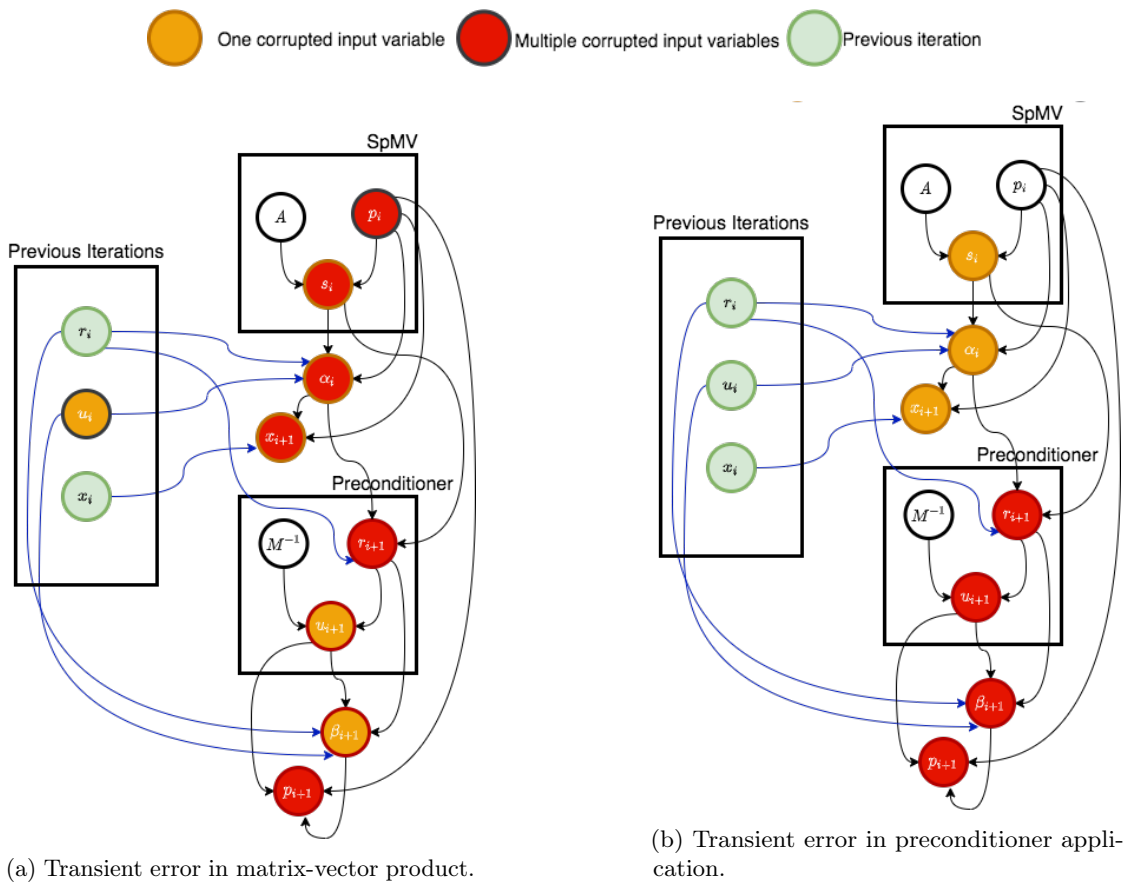 One corrupted input variable
Multiple corrupted input variables
Previous iteration
SpMV
A
p_i
s_i
Previous Iterations
r_i
u_i
x_i
α_i
x_{i+1}
Preconditioner
M^{-1}
r_{i+1}
u_{i+1}
β_{i+1}
p_{i+1}
(a) Transient error in matrix-vector product.
SpMV
A
p_i
s_i
Previous Iterations
r_i
u_i
x_i
α_i
x_{i+1}
Preconditioner
M^{-1}
r_{i+1}
u_{i+1}
β_{i+1}
p_{i+1}
(b) Transient error in preconditioner appli-
cation.